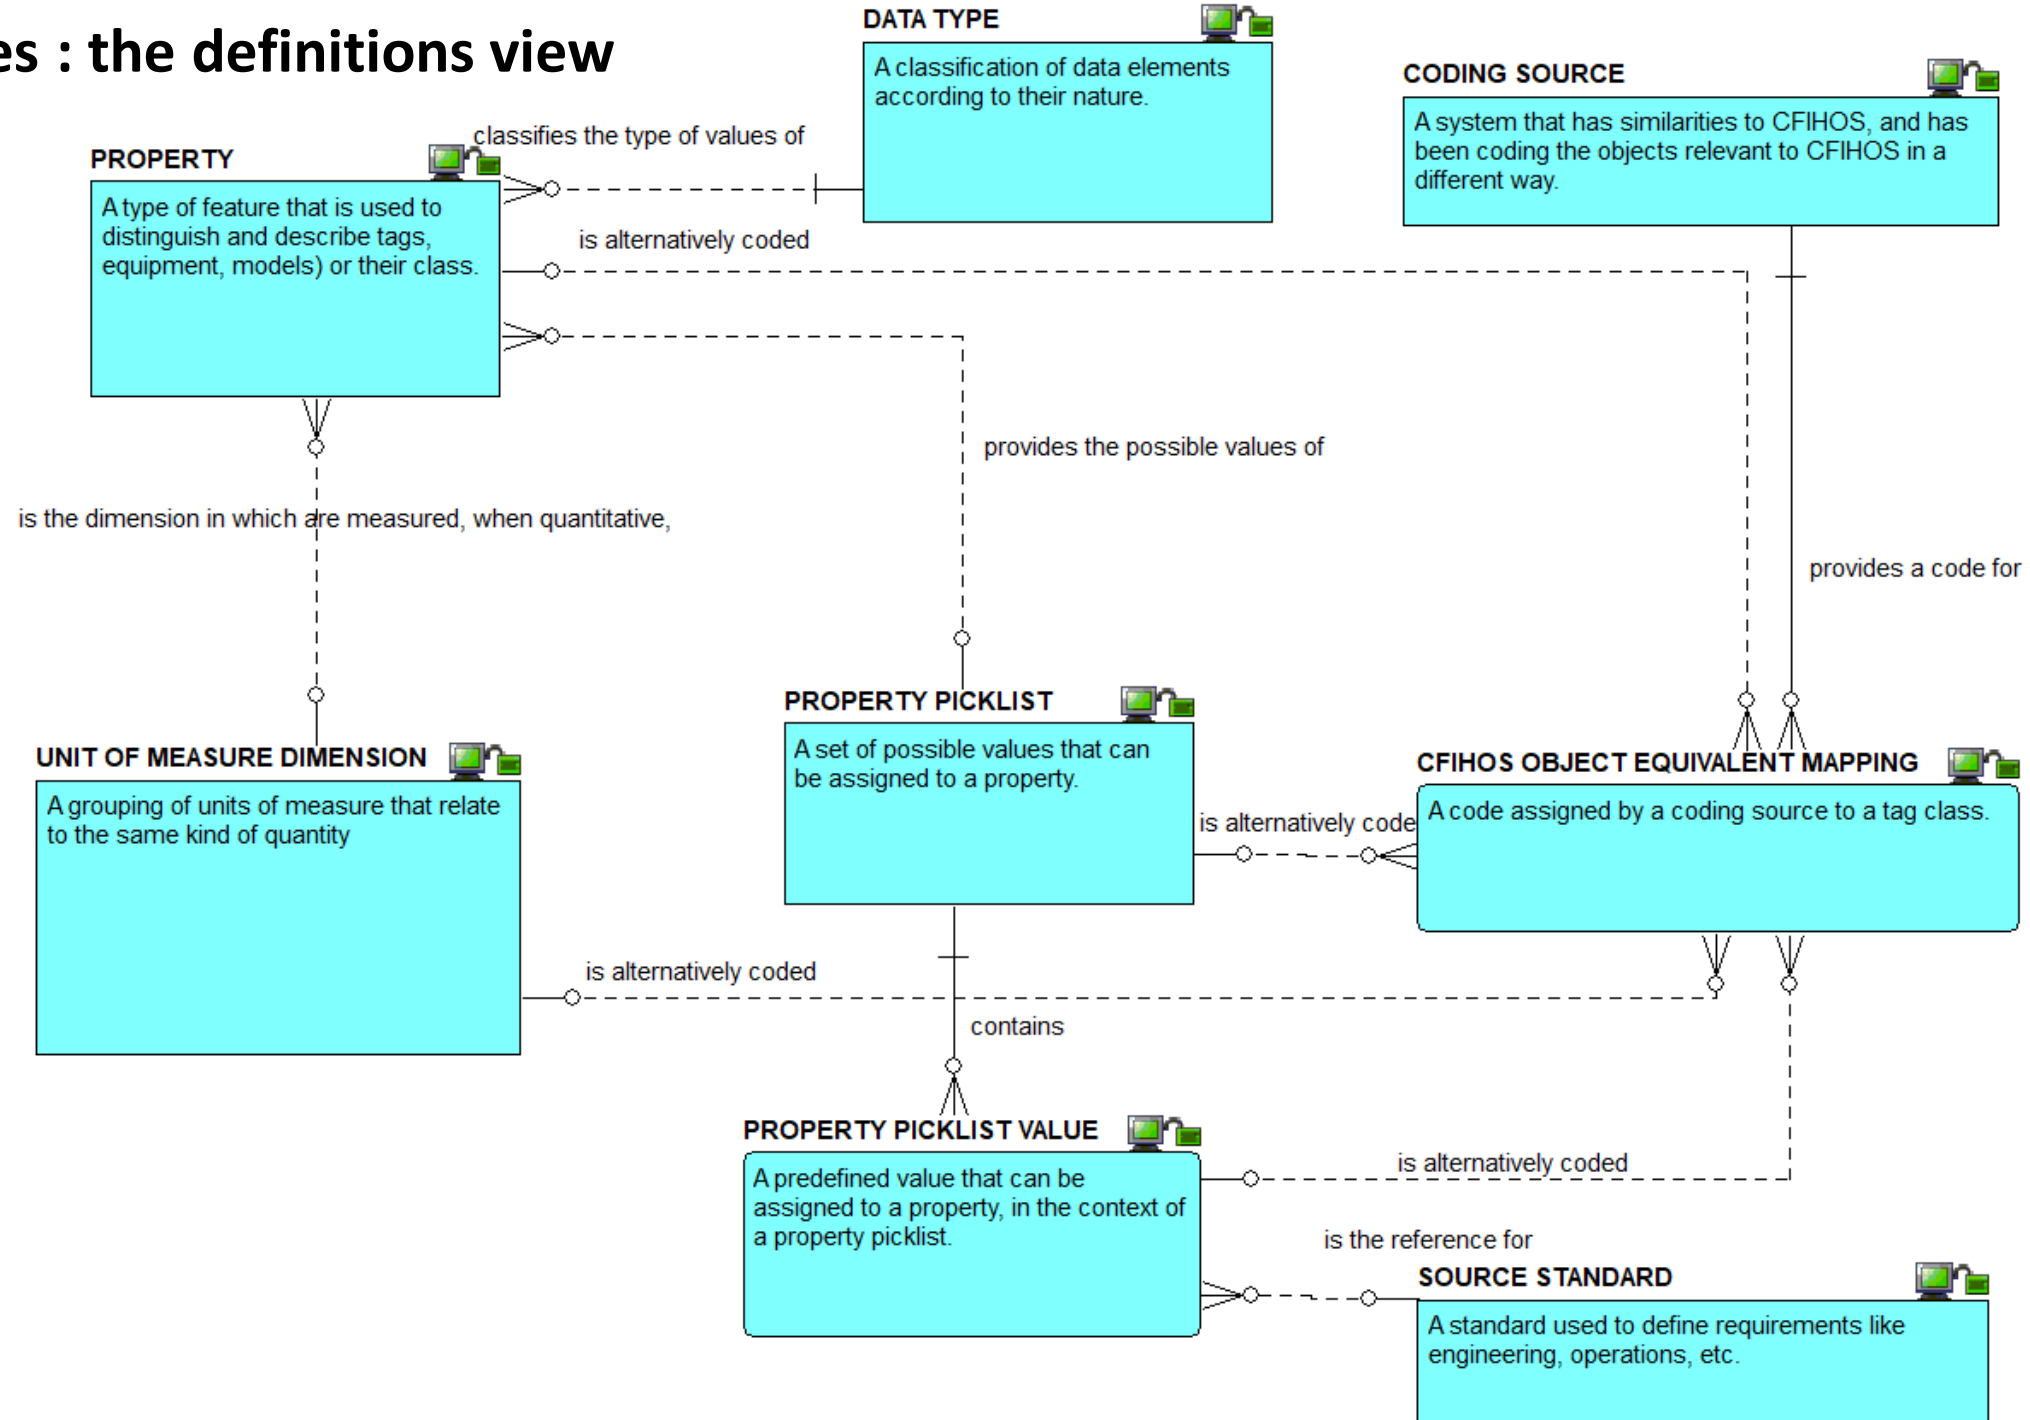 es : the definitions view
DATA TYPE
A classification of data elements
according to their nature.
CODING SOURCE
A system that has similarities to CFIHOS, and has
been coding the objects relevant to CFIHOS in a
different way.
classifies the type of values of
PROPERTY
A type of feature that is used to
distinguish and describe tags,
equipment, models) or their class.
is alternatively coded
provides the possible values of
is the dimension in which are measured, when quantitative,
provides a code for
PROPERTY PICKLIST
A set of possible values that can
be assigned to a property.
UNIT OF MEASURE DIMENSION
A grouping of units of measure that relate
to the same kind of quantity
CFIHOS OBJECT EQUIVALENT MAPPING
A code assigned by a coding source to a tag class.
is alternatively code
is alternatively coded
contains
PROPERTY PICKLIST VALUE
A predefined value that can be
assigned to a property, in the context of
a property picklist.
is alternatively coded
is the reference for
SOURCE STANDARD
A standard used to define requirements like
engineering, operations, etc.